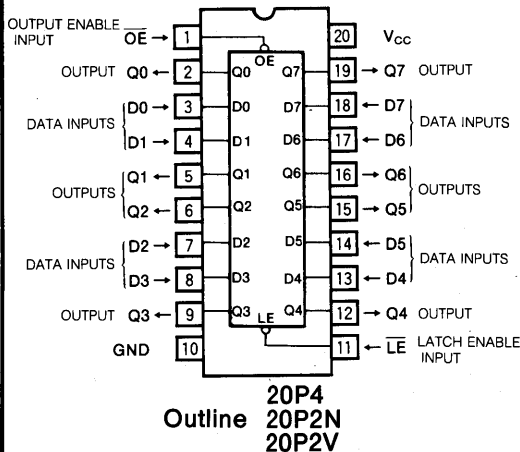 OUTPUT ENABLE INPUT OE → 1
OUTPUT Q0 ← 2
DATA INPUTS D0 → 3
D1 → 4
OUTPUTS Q1 ← 5
Q2 ← 6
DATA INPUTS D2 → 7
D3 → 8
OUTPUT Q3 ← 9
GND 10
OE
Q0 Q7
D0 D7
D1 D6
Q1 Q6
Q2 Q5
D2 D5
D3 D4
Q3 LE Q4
20 VCC
19 → Q7 OUTPUT
18 ← D7 DATA INPUTS
17 ← D6
16 → Q6 OUTPUTS
15 → Q5
14 ← D5 DATA INPUTS
13 ← D4
12 → Q4 OUTPUT
11 ← LE LATCH ENABLE INPUT
20P4
Outline 20P2N
20P2V